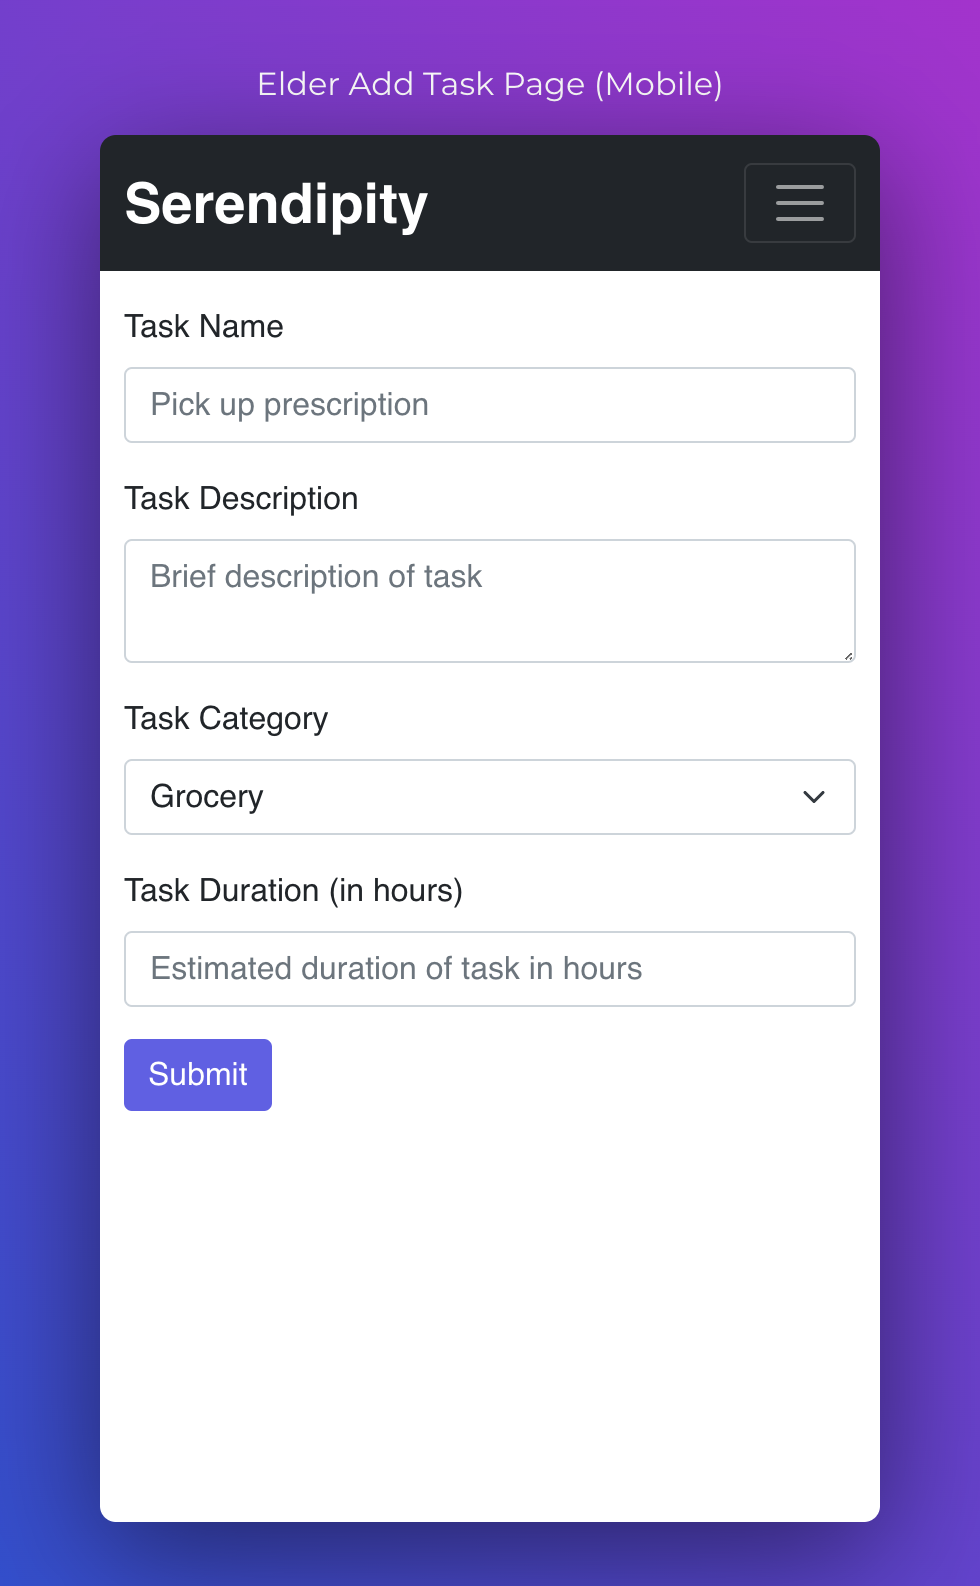 Elder Add Task Page (Mobile)
Serendipity
Task Name
Pick up prescription
Task Description
Brief description of task
Task Category
Grocery
Task Duration (in hours)
Estimated duration of task in hours
Submit